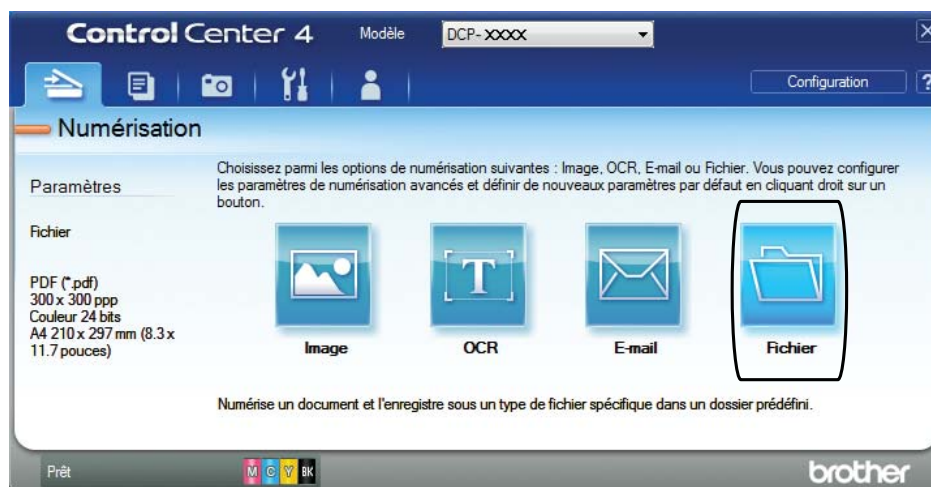 Control Center 4
Modèle
DCP- XXXX
Configuration
?
Numérisation
Paramètres
Fichier
PDF (*.pdf)
300 x 300 ppp
Couleur 24 bits
A4 210 x 297 mm (8.3 x
11.7 pouces)
Choisissez parmi les options de numérisation suivantes : Image, OCR, E-mail ou Fichier. Vous pouvez configurer
les paramètres de numérisation avancés et définir de nouveaux paramètres par défaut en cliquant droit sur un
bouton.
T
Image
OCR
E-mail
Fichier
Numérise un document et l'enregistre sous un type de fichier spécifique dans un dossier prédéfini.
Prêt
M C Y BK
brother